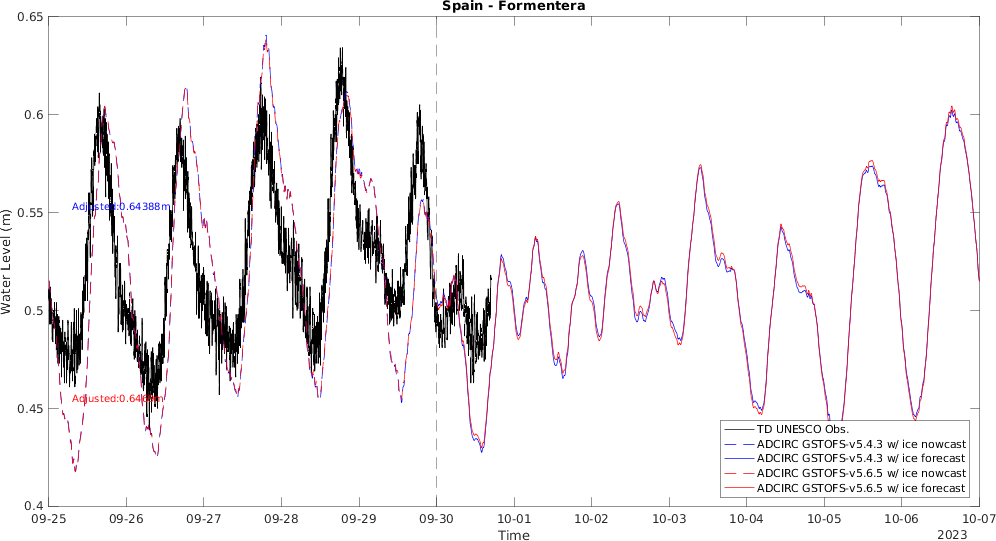 Spain - Formentera
Water Level (m)
0.65
0.6
0.55
0.5
0.45
0.4
Adjusted:0.64388m
09-25
09-26
09-27
09-28
09-29
09-30
10-01
10-02
10-03
10-04
10-05
10-06
10-07
Time
2023
TD UNESCO Obs.
ADCIRC GSTOFS-v5.4.3 w/ ice nowcast
ADCIRC GSTOFS-v5.4.3 w/ ice forecast
ADCIRC GSTOFS-v5.6.5 w/ ice nowcast
ADCIRC GSTOFS-v5.6.5 w/ ice forecast